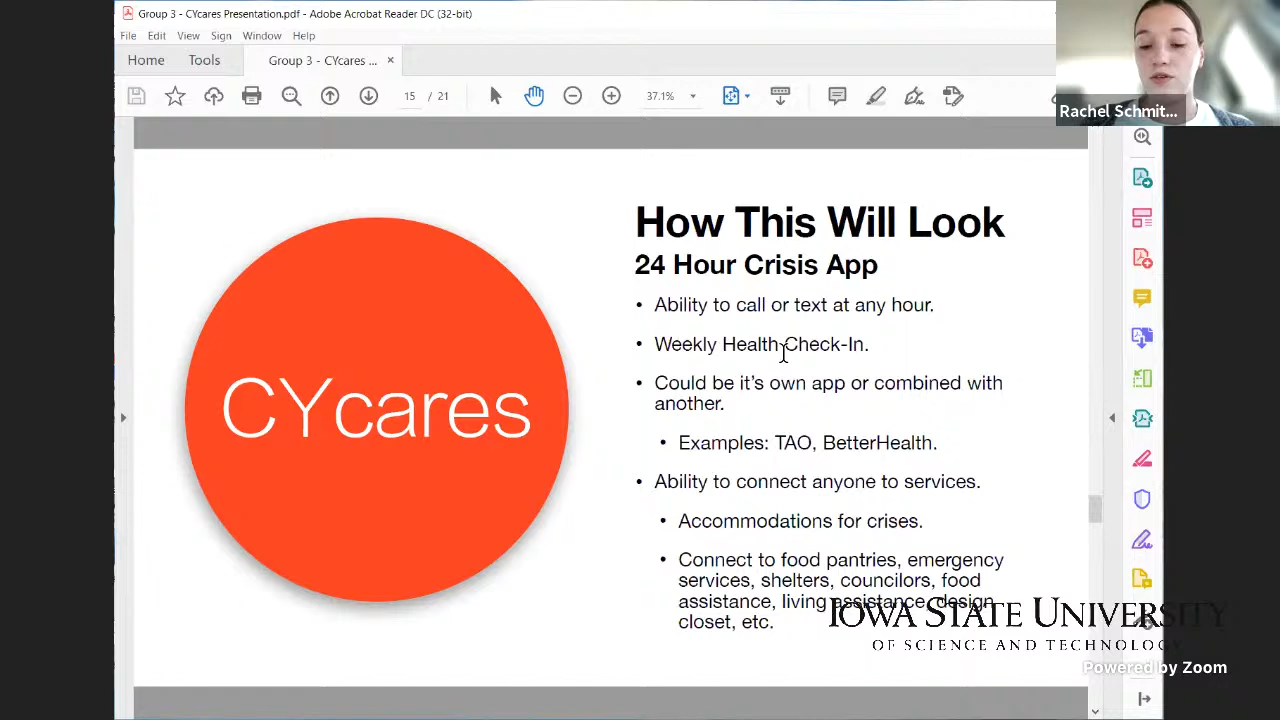 Group 3 - CYcares Presentation.pdf - Adobe Acrobat Reader DC (32-bit)
File Edit View Sign Window Help
Home Tools Group 3 - CYcares ... ×
15 / 21 37.1%
Rachel Schmit...
How This Will Look
24 Hour Crisis App
• Ability to call or text at any hour.
• Weekly Health Check-In.
• Could be it's own app or combined with
another.
• Examples: TAO, BetterHealth.
• Ability to connect anyone to services.
• Accommodations for crises.
• Connect to food pantries, emergency
services, shelters, councilors, food
assistance, living assistance, design
closet, etc.
CYcares
IOWA STATE UNIVERSITY
OF SCIENCE AND TECHNOLOGY
Powered by Zoom